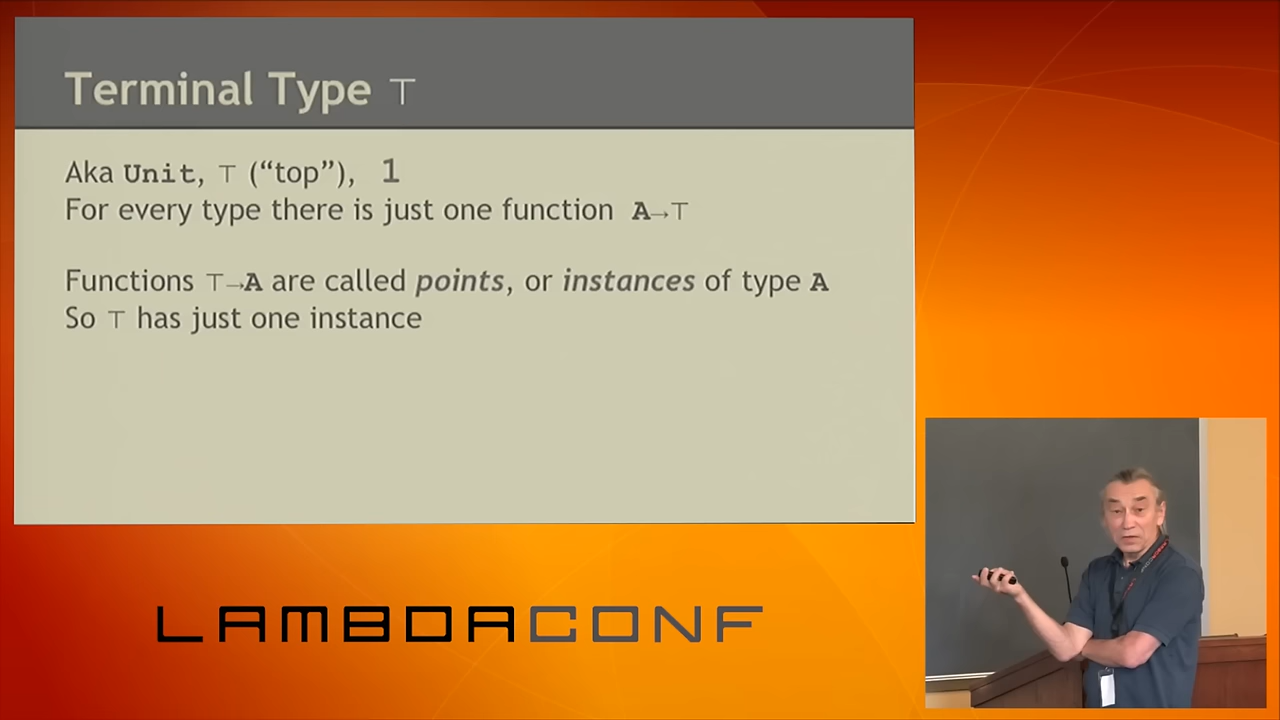 Terminal Type ⊤
Aka Unit, ⊤ (“top”), 1
For every type there is just one function A→⊤
Functions ⊤→A are called points, or instances of type A
So ⊤ has just one instance
LAMBDACONF